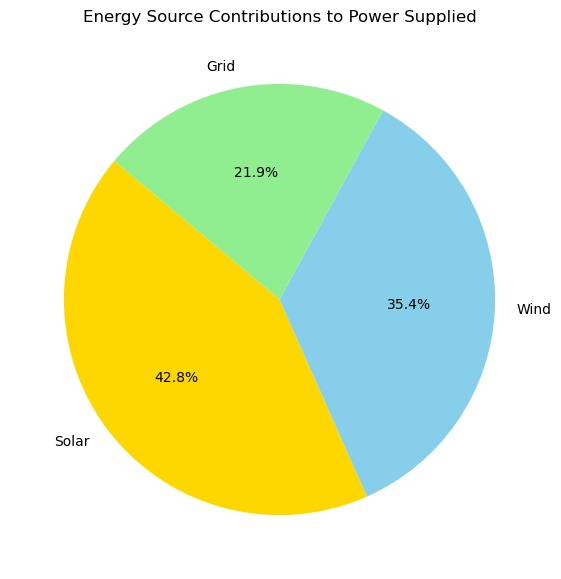 Energy Source Contributions to Power Supplied
Grid
21.9%
35.4%
Wind
42.8%
Solar